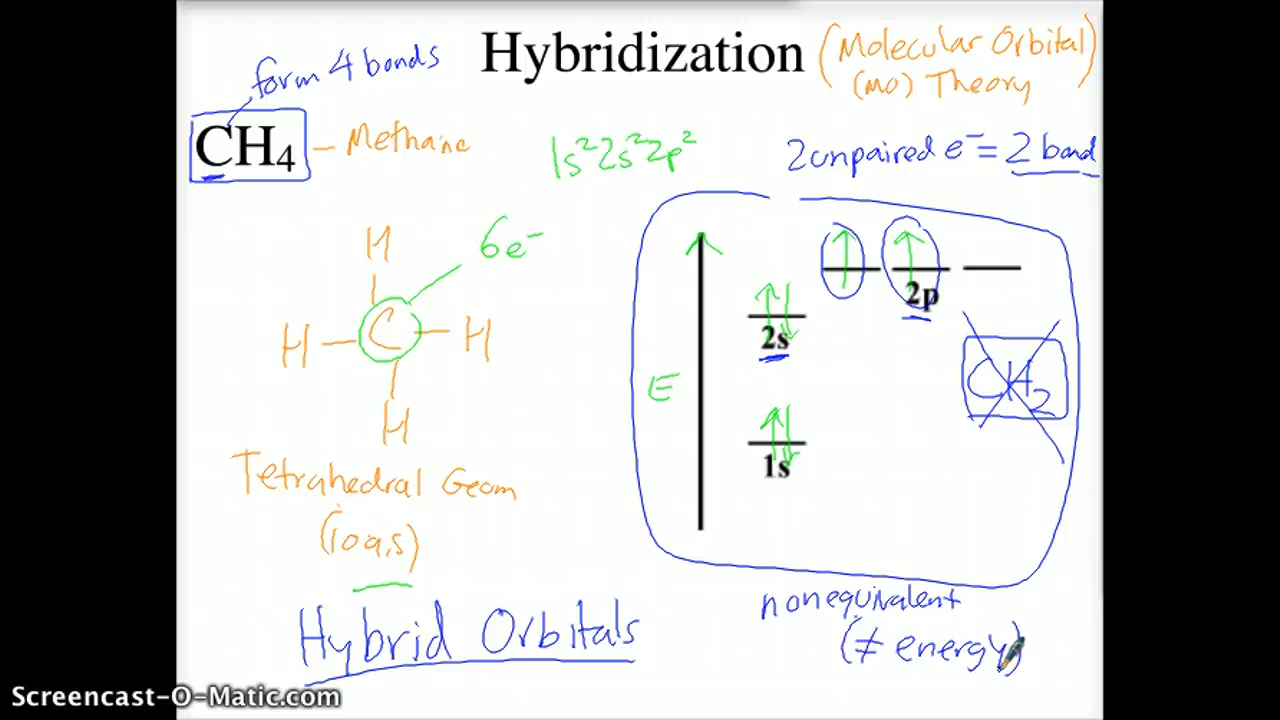 Hybridization
(Molecular Orbital)
(MO) Theory
form 4 bonds
CH4 – Methane
1s²2s²2p²
2 unpaired e⁻ = 2 bond
6e⁻
H
H – C – H
H
Tetrahedral Geom
(109.5)
Hybrid Orbitals
E
2p
2s
1s
CH2
nonequivalent
(≠ energy)
Screencast-O-Matic.com